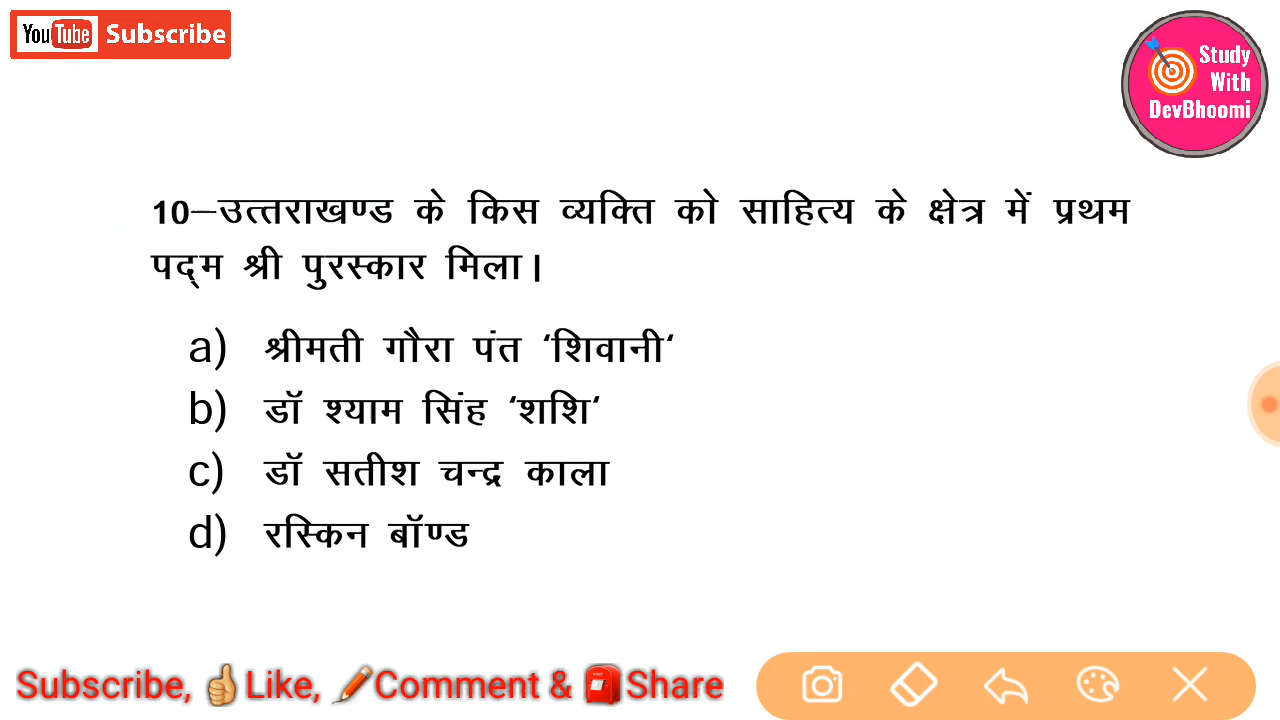 YouTube Subscribe
Study
With
DevBhoomi
10–उत्तराखण्ड के किस व्यक्ति को साहित्य के क्षेत्र में प्रथम
पद्म श्री पुरस्कार मिला।
a) श्रीमती गौरा पंत ‘शिवानी‘
b) डॉ श्याम सिंह ‘शशि‘
c) डॉ सतीश चन्द्र काला
d) रस्किन बॉण्ड
Subscribe, Like, Comment & Share